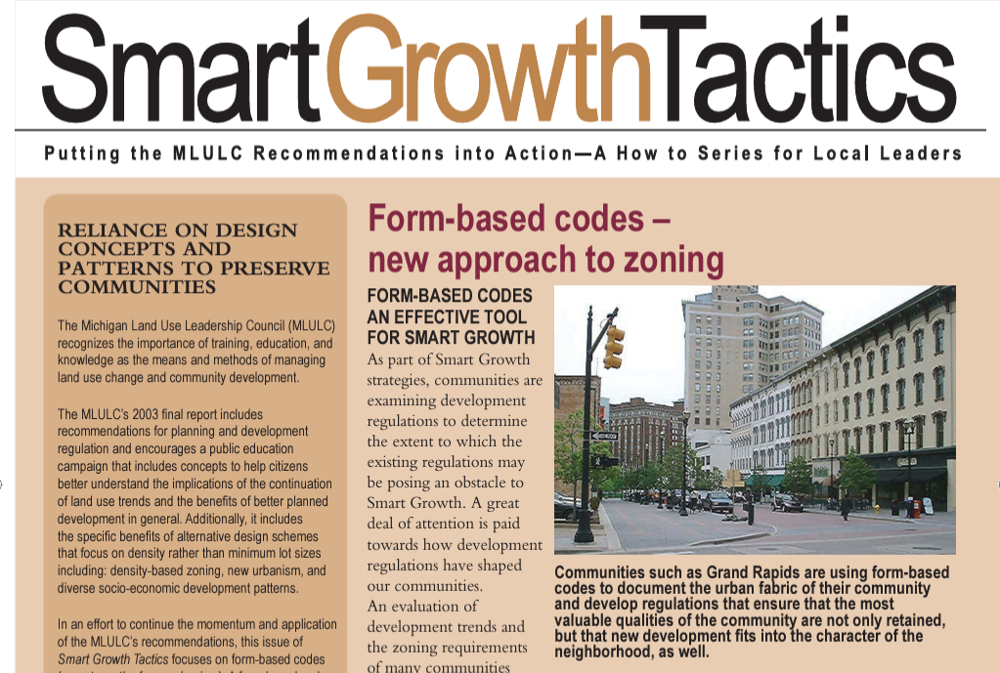 SmartGrowthTactics
Putting the MLULC Recommendations into Action—A How to Series for Local Leaders
RELIANCE ON DESIGN
CONCEPTS AND
PATTERNS TO PRESERVE
COMMUNITIES
The Michigan Land Use Leadership Council (MLULC)
recognizes the importance of training, education, and
knowledge as the means and methods of managing
land use change and community development.
The MLULC's 2003 final report includes
recommendations for planning and development
regulation and encourages a public education
campaign that includes concepts to help citizens
better understand the implications of the continuation
of land use trends and the benefits of better planned
development in general. Additionally, it includes
the specific benefits of alternative design schemes
that focus on density rather than minimum lot sizes
including: density-based zoning, new urbanism, and
diverse socio-economic development patterns.
In an effort to continue the momentum and application
of the MLULC's recommendations, this issue of
Smart Growth Tactics focuses on form-based codes
Form-based codes –
new approach to zoning
FORM-BASED CODES
AN EFFECTIVE TOOL
FOR SMART GROWTH
As part of Smart Growth
strategies, communities are
examining development
regulations to determine
the extent to which the
existing regulations may
be posing an obstacle to
Smart Growth. A great
deal of attention is paid
towards how development
regulations have shaped
our communities.
An evaluation of
development trends and
the zoning requirements
of many communities
Communities such as Grand Rapids are using form-based
codes to document the urban fabric of their community
and develop regulations that ensure that the most
valuable qualities of the community are not only retained,
but that new development fits into the character of the
neighborhood, as well.